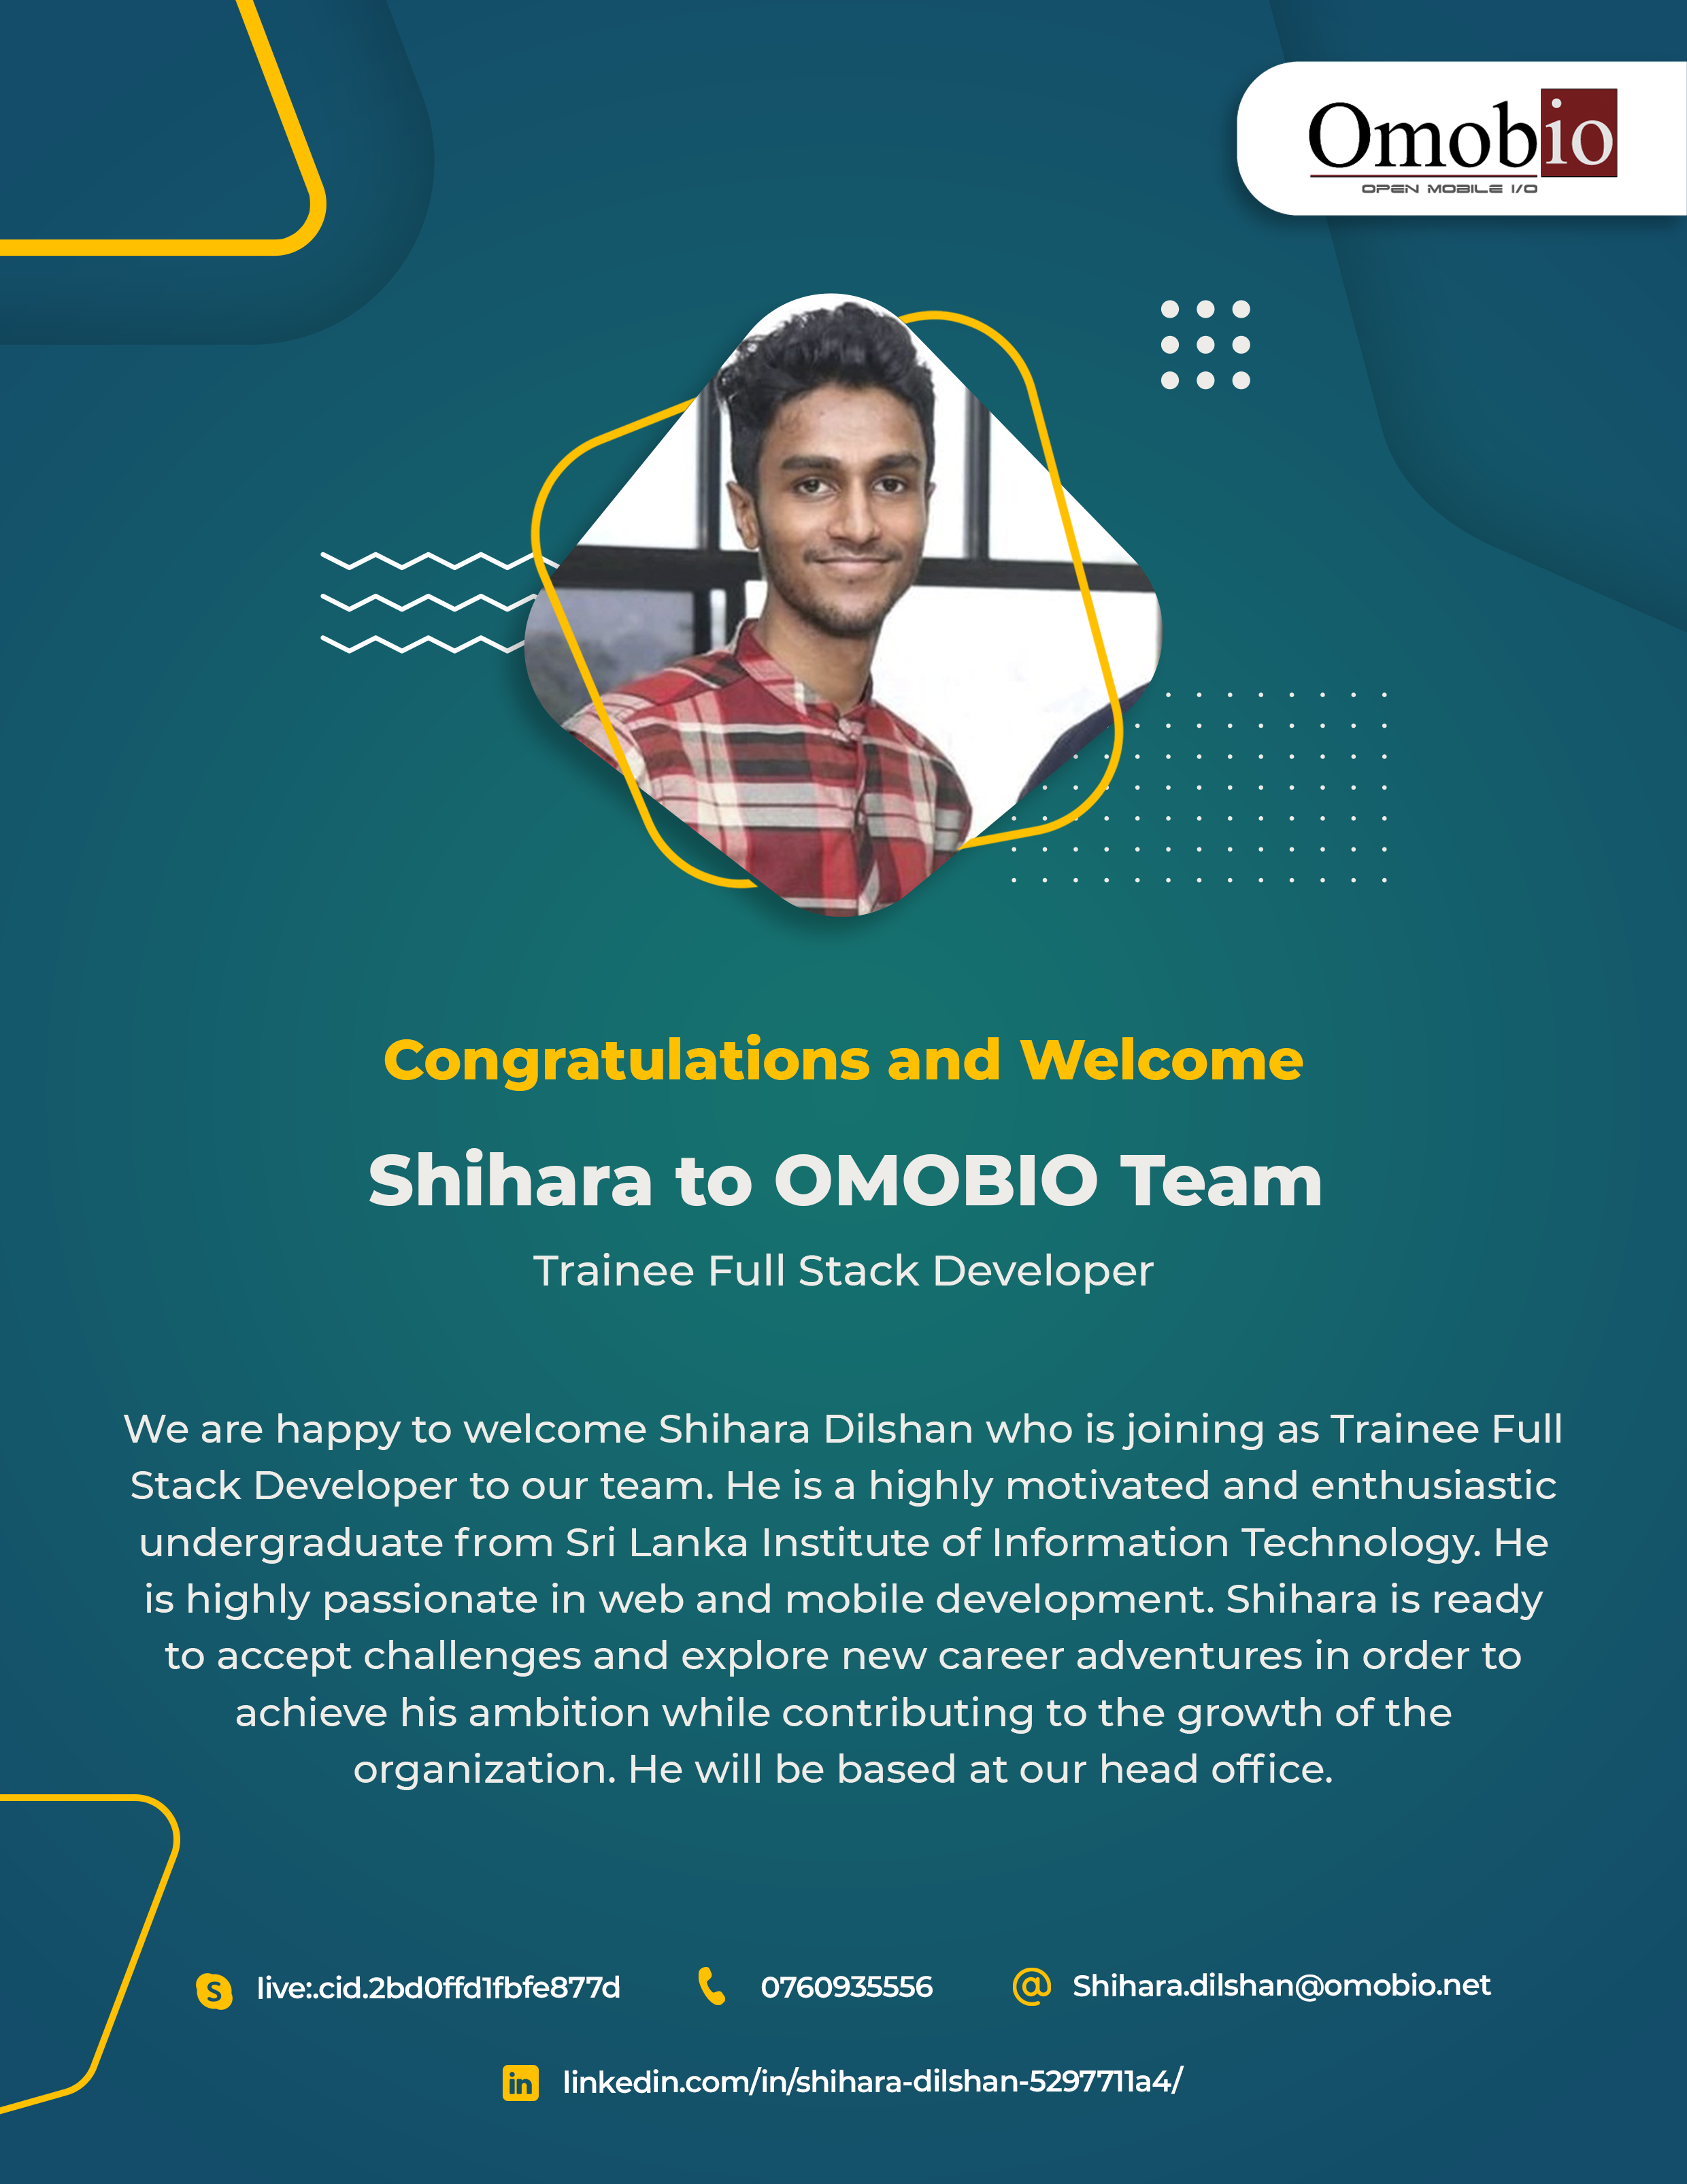 Omobio
OPEN MOBILE I/O
Congratulations and Welcome
Shihara to OMOBIO Team
Trainee Full Stack Developer
We are happy to welcome Shihara Dilshan who is joining as Trainee Full
Stack Developer to our team. He is a highly motivated and enthusiastic
undergraduate from Sri Lanka Institute of Information Technology. He
is highly passionate in web and mobile development. Shihara is ready
to accept challenges and explore new career adventures in order to
achieve his ambition while contributing to the growth of the
organization. He will be based at our head office.
live:.cid.2bd0ffd1fbfe877d
0760935556
Shihara.dilshan@omobio.net
linkedin.com/in/shihara-dilshan-5297711a4/